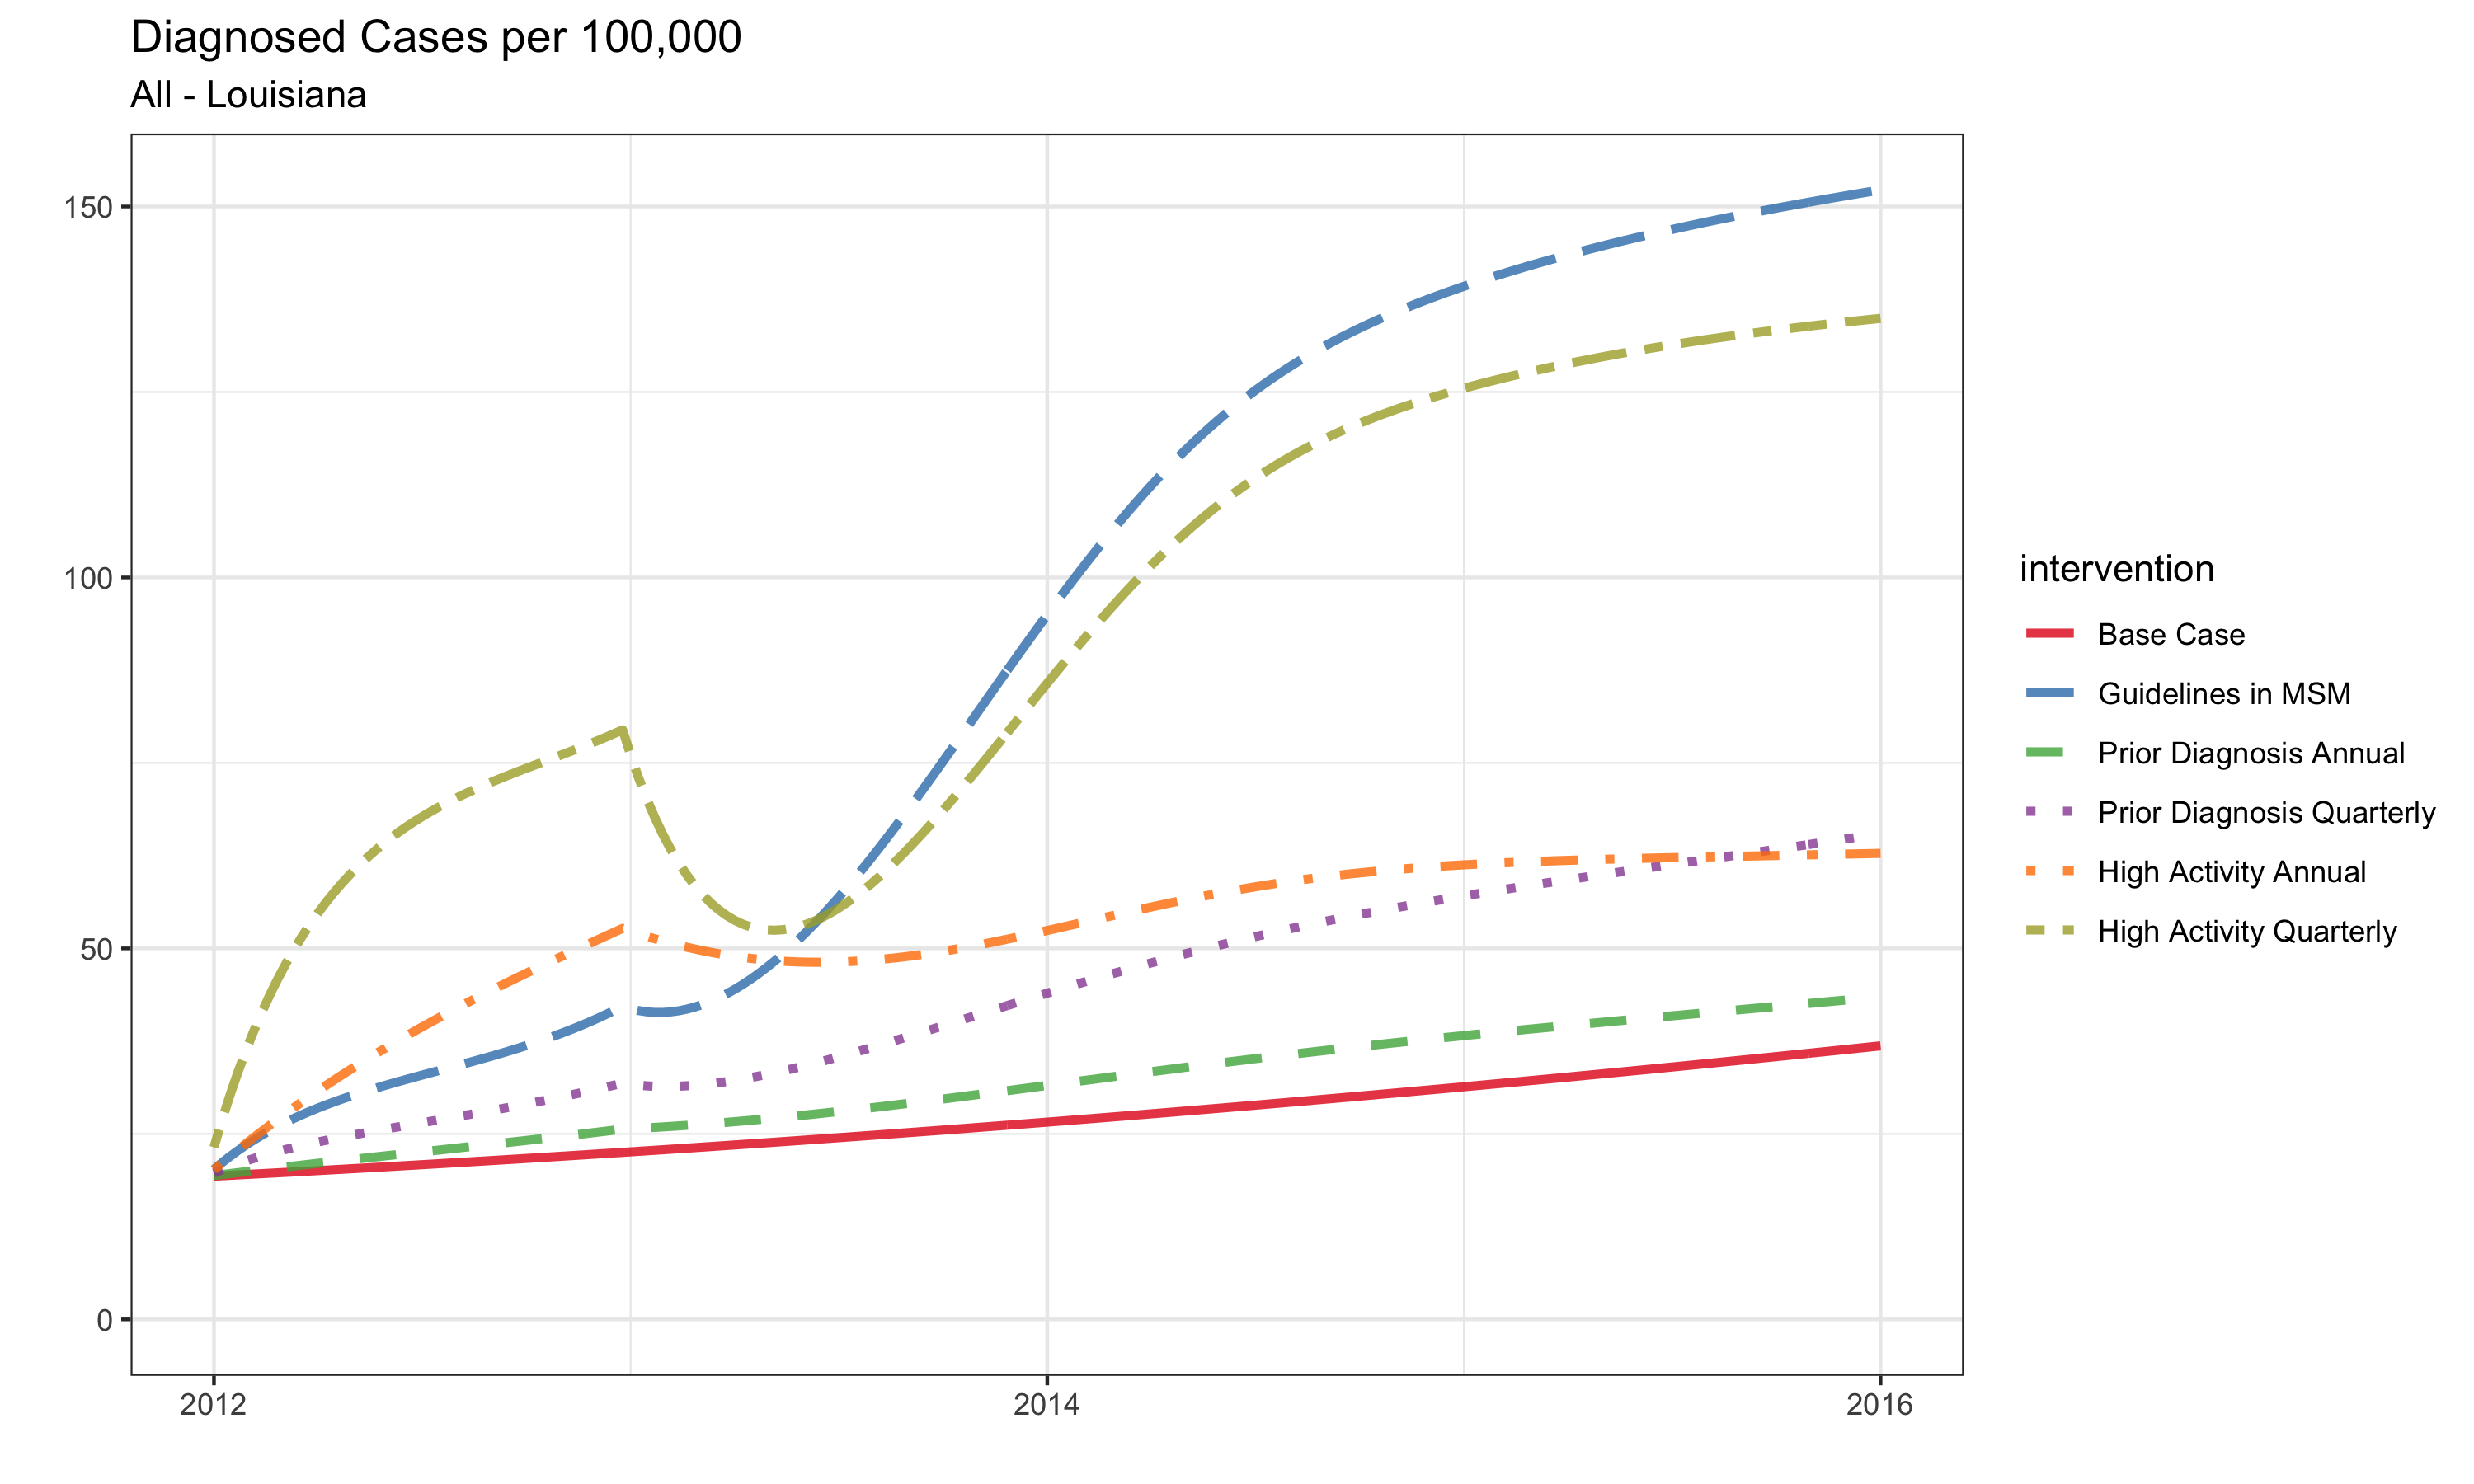 Diagnosed Cases per 100,000
All - Louisiana
150
100
50
0
2012
2014
2016
intervention
Base Case
Guidelines in MSM
Prior Diagnosis Annual
Prior Diagnosis Quarterly
High Activity Annual
High Activity Quarterly